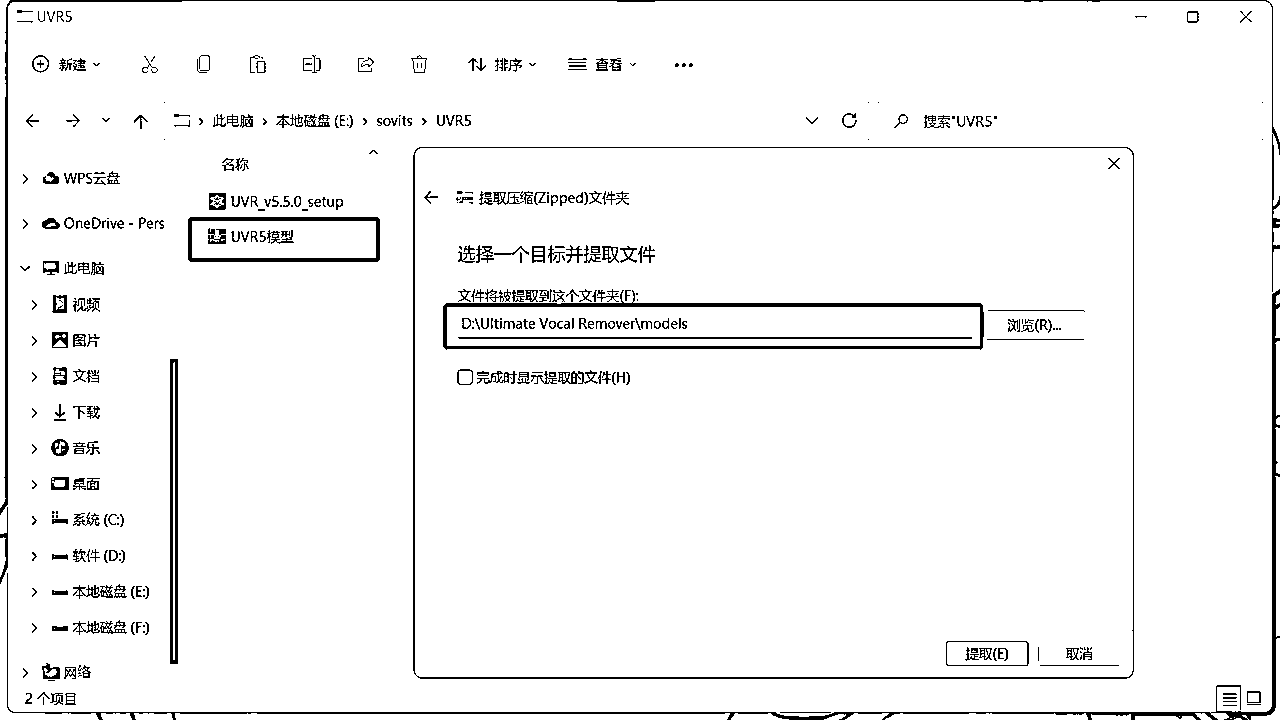 UVR5
新建
排序
查看
此电脑 > 本地磁盘 (E:) > sovits > UVR5
搜索"UVR5"
WPS云盘
OneDrive - Pers
此电脑
视频
图片
文档
下载
音乐
桌面
系统 (C:)
软件 (D:)
本地磁盘 (E:)
本地磁盘 (F:)
网络
2 个项目
名称
UVR_v5.5.0_setup
UVR5模型
提取压缩(Zipped)文件夹
选择一个目标并提取文件
文件将被提取到这个文件夹(F):
D:\Ultimate Vocal Remover\models
浏览(R)...
完成时显示提取的文件(H)
提取(E)
取消